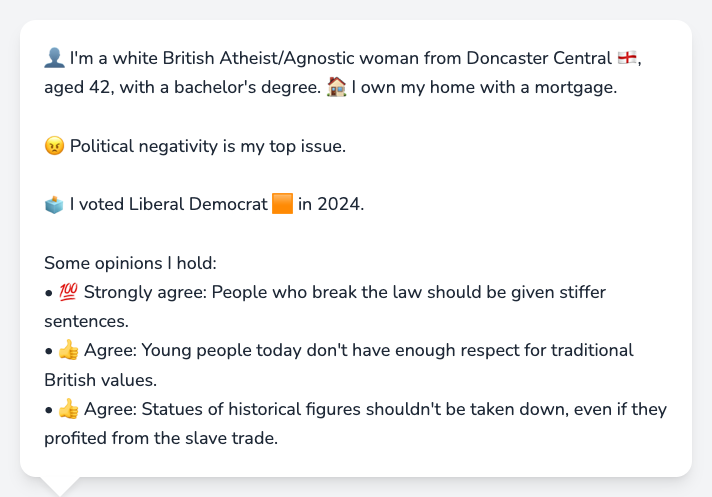 👤 I'm a white British Atheist/Agnostic woman from Doncaster Central 🏴󠁧󠁢󠁥󠁮󠁧󠁿,
aged 42, with a bachelor's degree. 🏠 I own my home with a mortgage.
😠 Political negativity is my top issue.
🗳️ I voted Liberal Democrat 🟧 in 2024.
Some opinions I hold:
• 💯 Strongly agree: People who break the law should be given stiffer
sentences.
• 👍 Agree: Young people today don't have enough respect for traditional
British values.
• 👍 Agree: Statues of historical figures shouldn't be taken down, even if they
profited from the slave trade.